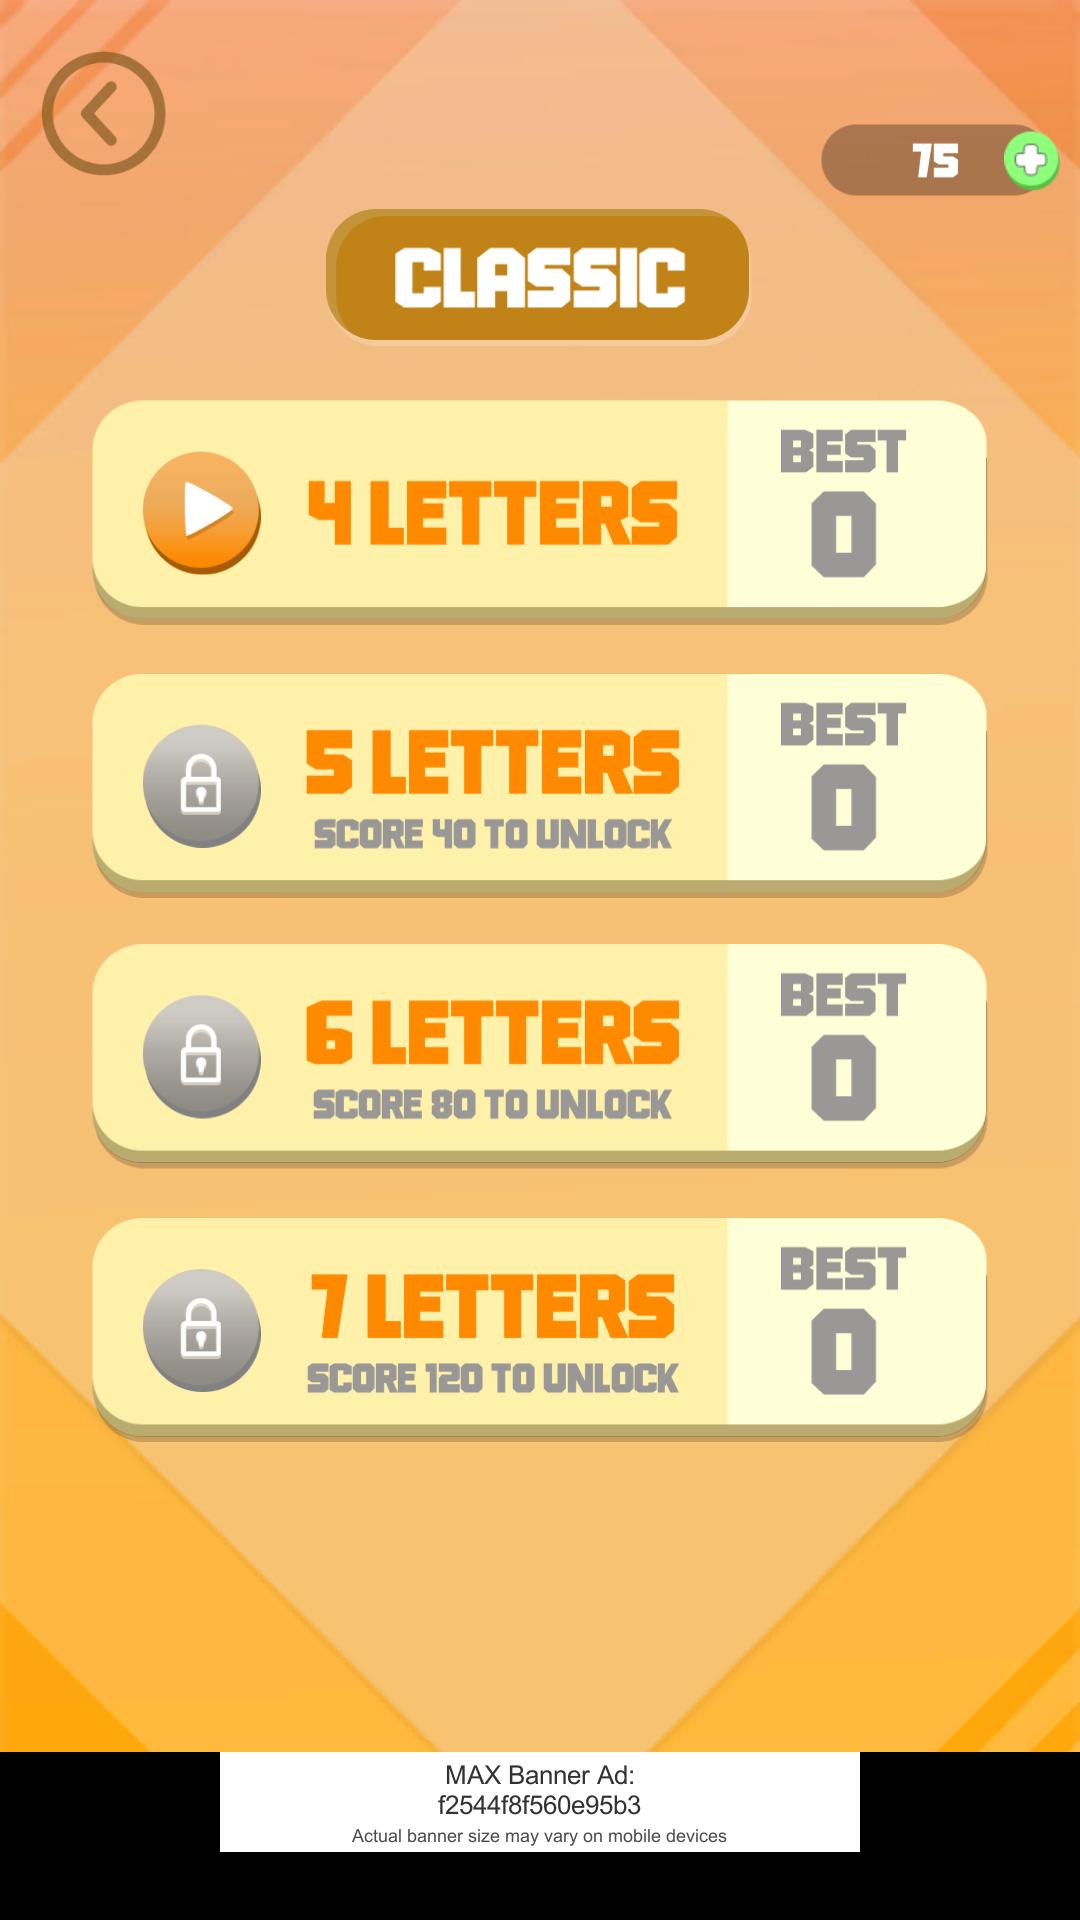 75
CLASSIC
4 LETTERS
BEST
0
5 LETTERS
SCORE 40 TO UNLOCK
BEST
0
6 LETTERS
SCORE 80 TO UNLOCK
BEST
0
7 LETTERS
SCORE 120 TO UNLOCK
BEST
0
MAX Banner Ad:
f2544f8f560e95b3
Actual banner size may vary on mobile devices